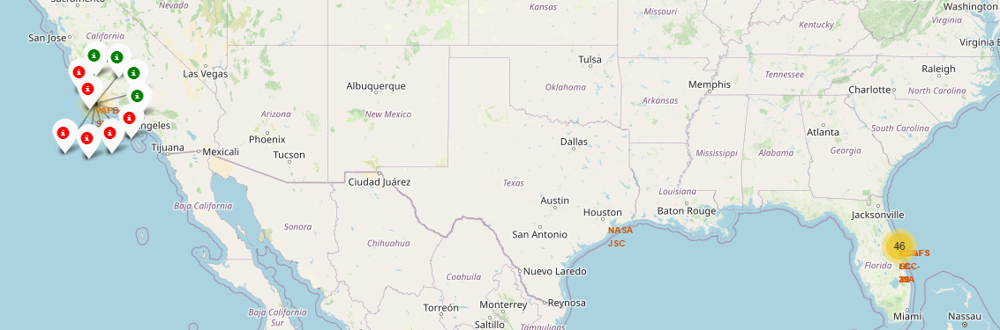 Sacramento
Nevada
Kansas
Missouri
Kentucky
Washington
Virginia
San Jose
California
Virginia B
Las Vegas
Tulsa
Raleigh
Albuquerque
Oklahoma
Memphis
Tennessee
Charlotte
North Carolina
VAFB
Arizona
New Mexico
Arkansas
Atlanta
South Carolina
ngeles
Phoenix
Dallas
Tijuana
Mexicali
Tucson
Mississippi
Alabama
Georgia
Ciudad Juárez
Texas
Louisiana
Baja California
Austin
Houston
Baton Rouge
Jacksonville
Sonora
NASA
JSC
San Antonio
Chihuahua
46
AFS
Florida
Coahuila
Nuevo Laredo
Torreón
Monterrey
Reynosa
Baja California
Sur
Saltillo
Tamaulipas
Miami
Nassau